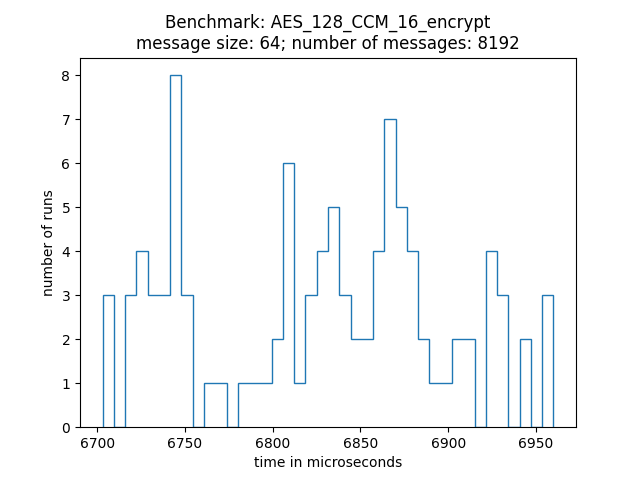 Benchmark: AES_128_CCM_16_encrypt
message size: 64; number of messages: 8192
8
7
6
5
4
3
2
1
0
number of runs
6700 6750 6800 6850 6900 6950
time in microseconds